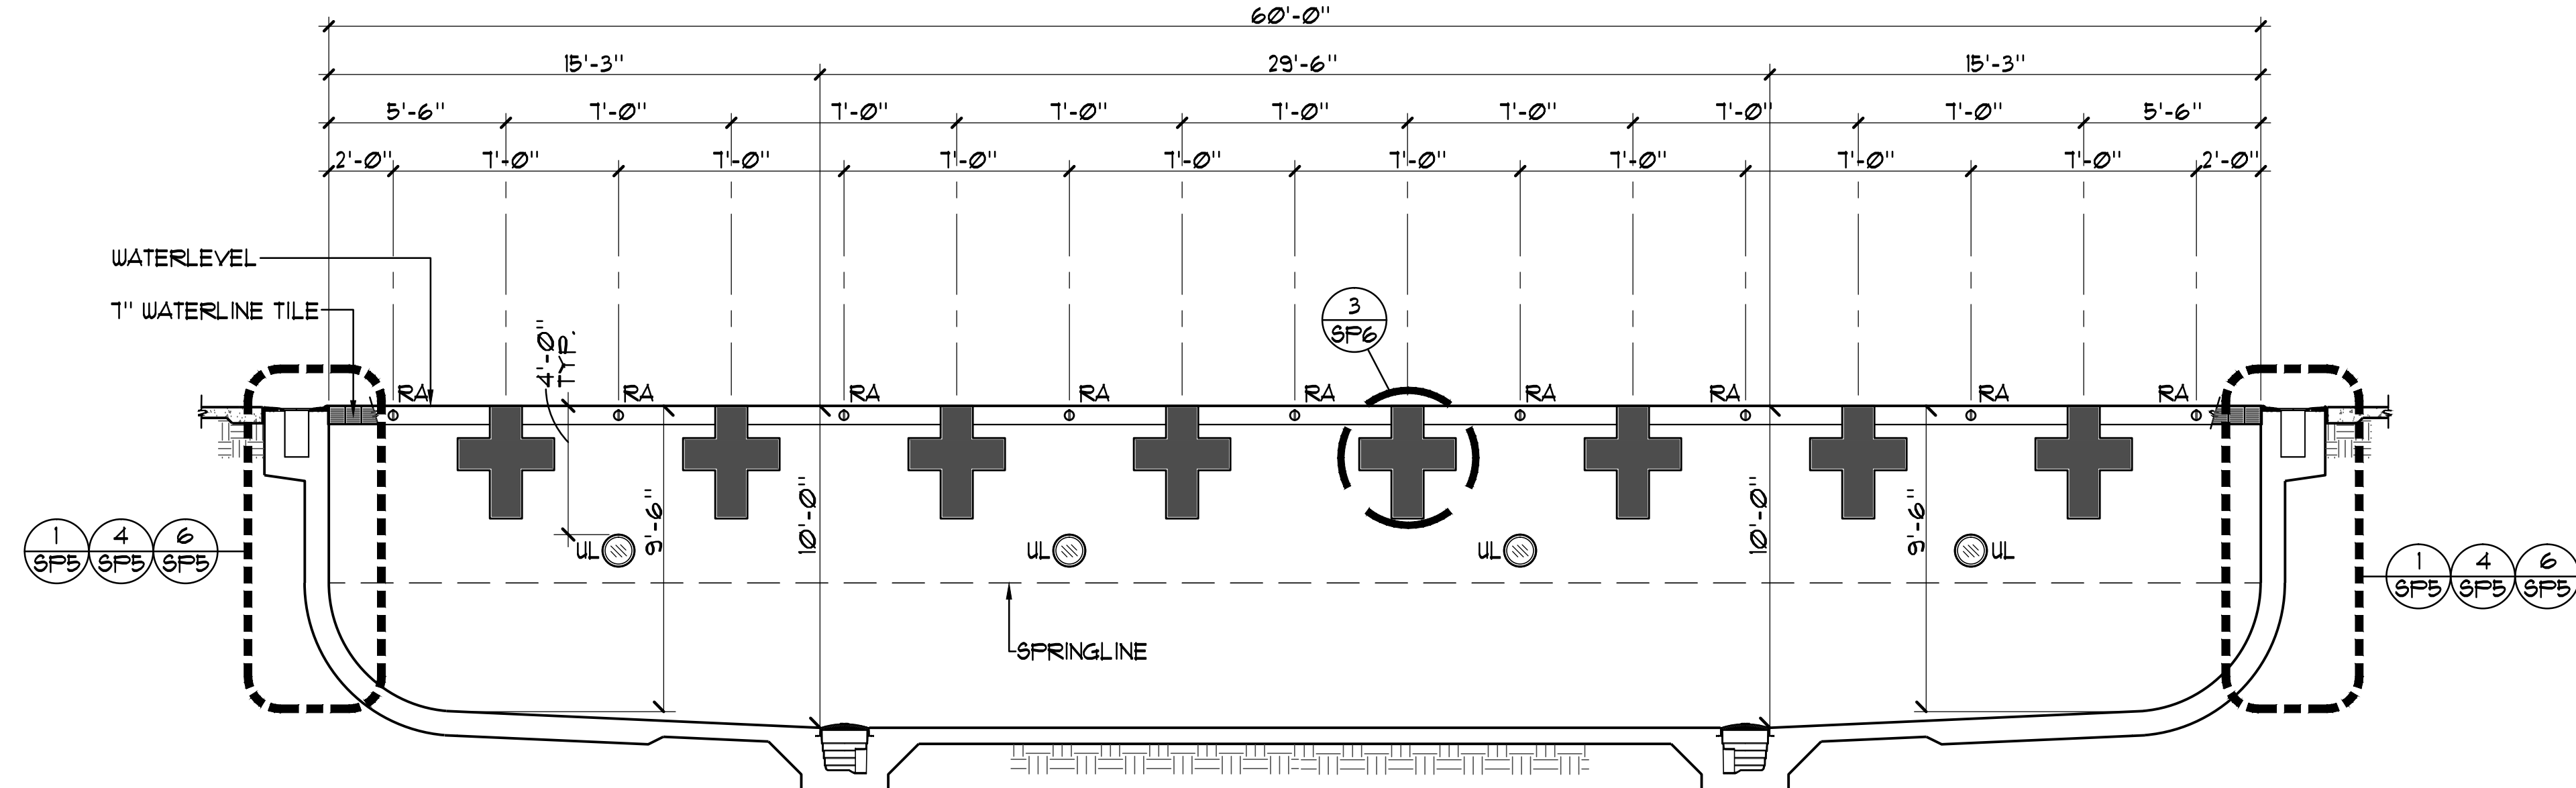 60'-0"
15'-3" 29'-6" 15'-3"
5'-6" 7'-0" 7'-0" 7'-0" 7'-0" 7'-0" 7'-0" 7'-0" 5'-6"
2'-0" 7'-0" 7'-0" 7'-0" 7'-0" 7'-0" 7'-0" 7'-0" 7'-0" 2'-0"
WATERLEVEL
7" WATERLINE TILE
4'-0"
TYP.
3
SP6
RA RA RA RA RA RA RA RA RA
9'-6" 10'-0" 10'-0" 9'-6"
UL UL UL UL
1 4 6
SP5 SP5 SP5
1 4 6
SP5 SP5 SP5
SPRINGLINE